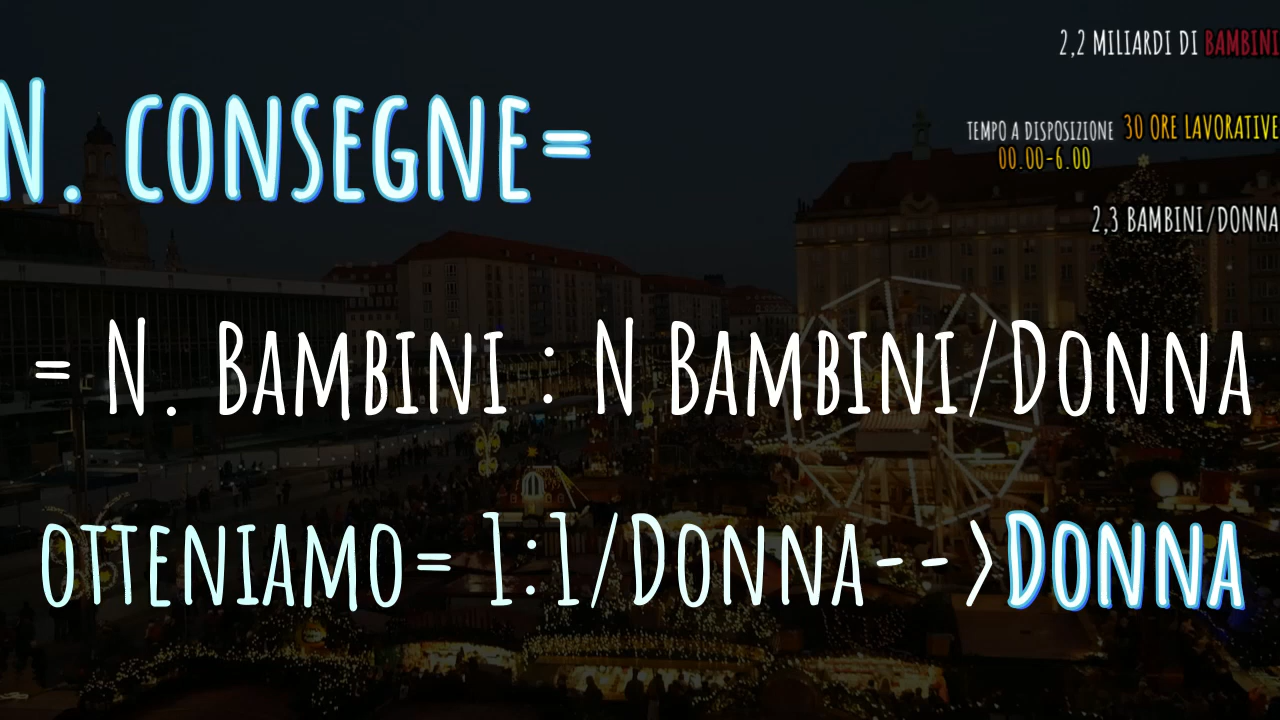 2,2 MILIARDI DI BAMBINI
N. CONSEGNE=
TEMPO A DISPOSIZIONE 30 ORE LAVORATIVE
00.00-6.00
2,3 BAMBINI/DONNA
= N. BAMBINI : N BAMBINI/DONNA
OTTENIAMO= 1:1/DONNA-->DONNA